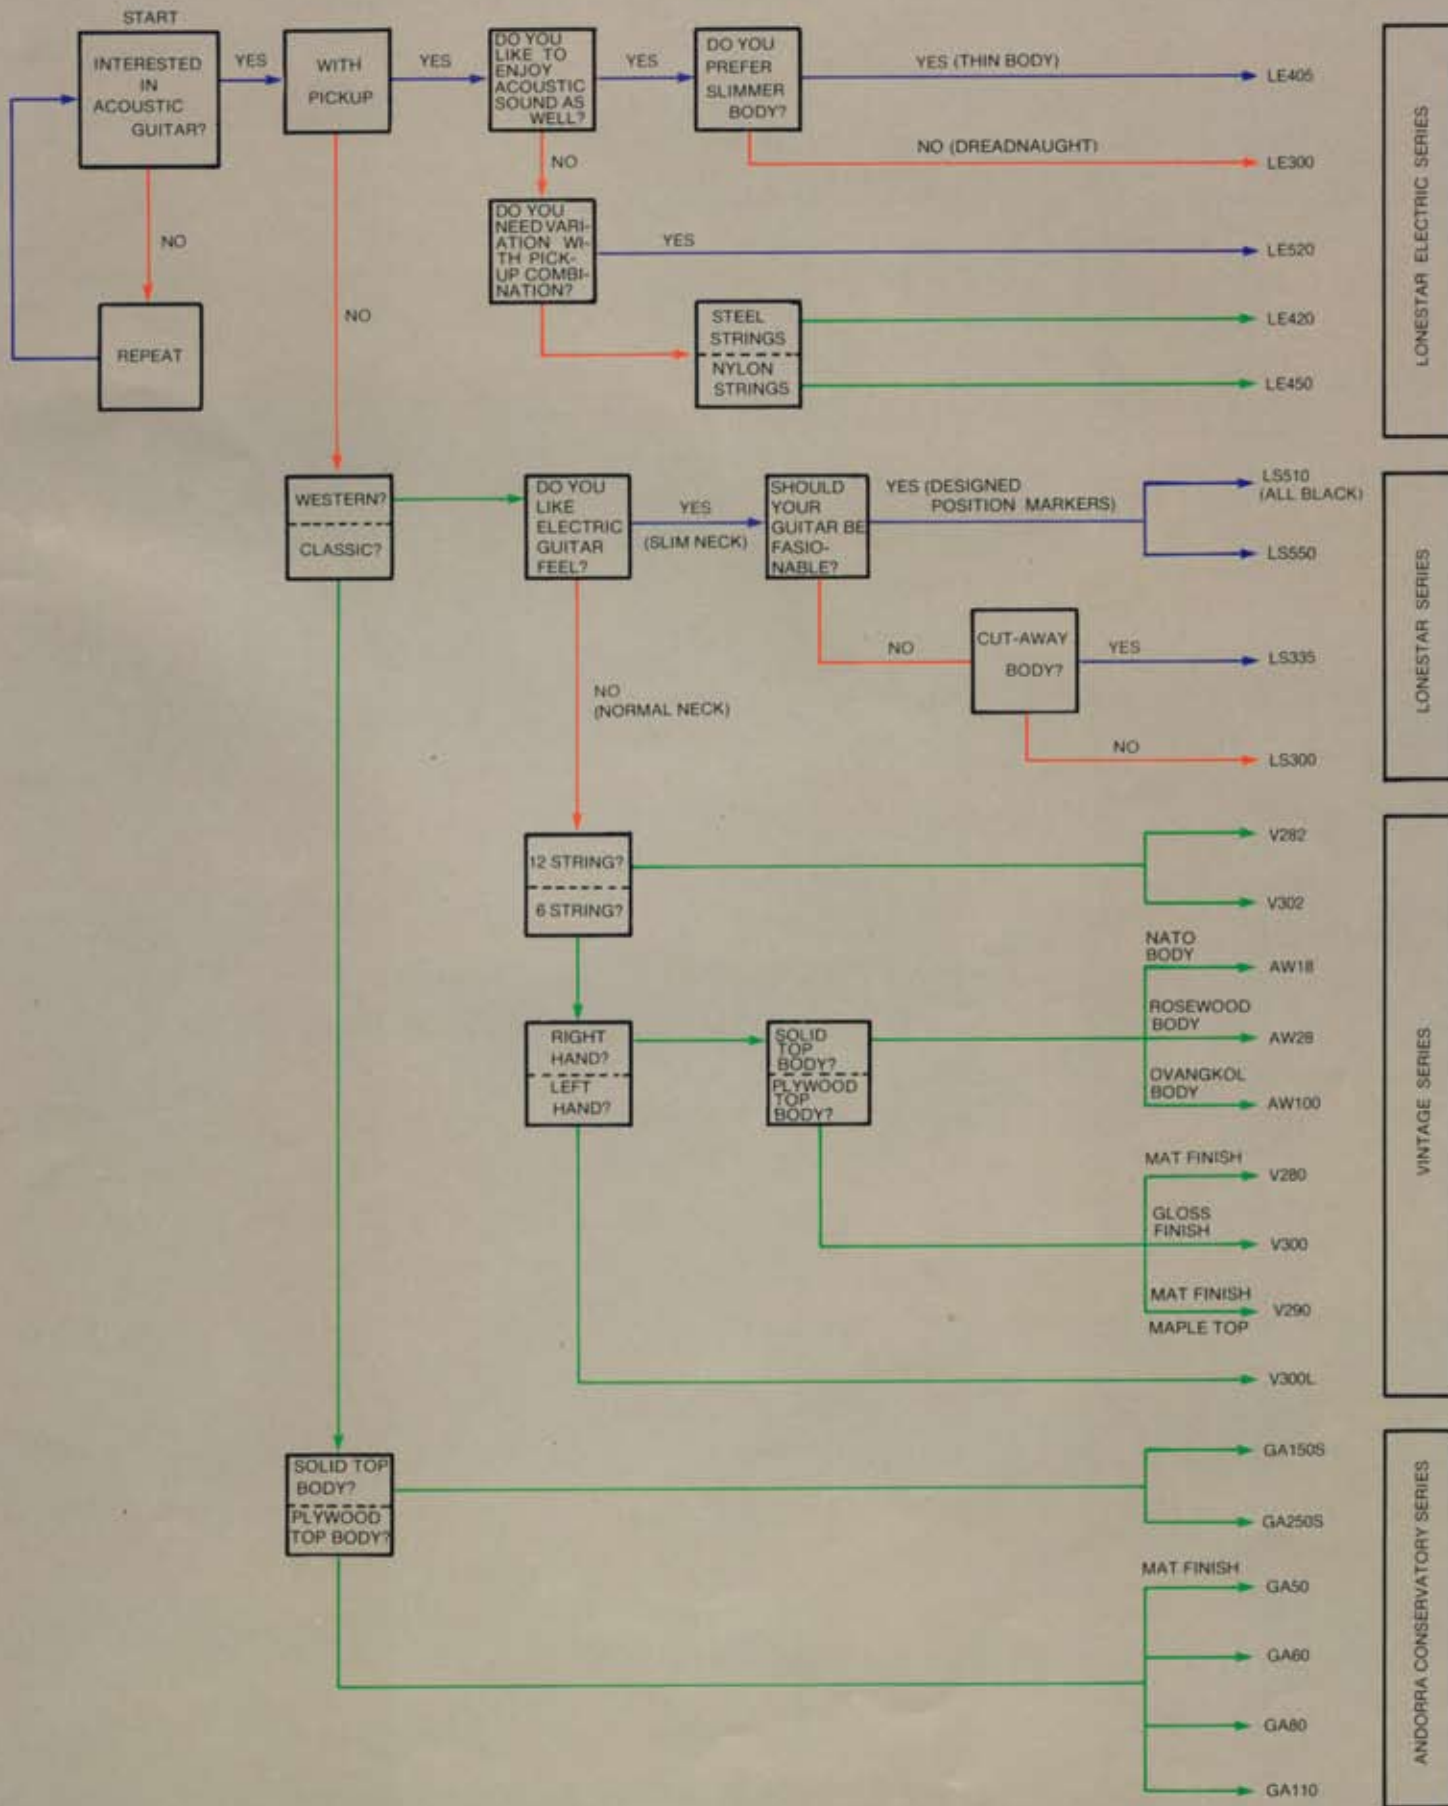 START
INTERESTED
IN
ACOUSTIC
GUITAR?
YES
WITH
PICKUP
YES
DO YOU
LIKE TO
ENJOY
ACOUSTIC
SOUND AS
WELL?
YES
DO YOU
PREFER
SLIMMER
BODY?
YES (THIN BODY)
LE405
NO (DREADNAUGHT)
LE300
NO
REPEAT
NO
NO
DO YOU
NEED VARI-
ATION WI-
TH PICK-
UP COMBI-
NATION?
YES
LE520
STEEL
STRINGS
NYLON
STRINGS
LE420
LE450
LONESTAR ELECTRIC SERIES
WESTERN?
CLASSIC?
DO YOU
LIKE
ELECTRIC
GUITAR
FEEL?
YES
(SLIM NECK)
SHOULD
YOUR
GUITAR BE
FASIO-
NABLE?
YES (DESIGNED
POSITION MARKERS)
LS510
(ALL BLACK)
LS550
NO
CUT-AWAY
BODY?
YES
LS335
NO
LS300
LONESTAR SERIES
NO
(NORMAL NECK)
12 STRING?
6 STRING?
V282
V302
RIGHT
HAND?
LEFT
HAND?
SOLID
TOP
BODY?
PLYWOOD
TOP
BODY?
NATO
BODY
AW18
ROSEWOOD
BODY
AW28
OVANGKOL
BODY
AW100
MAT FINISH
V280
GLOSS
FINISH
V300
MAT FINISH
V290
MAPLE TOP
V300L
VINTAGE SERIES
SOLID TOP
BODY?
PLYWOOD
TOP BODY?
GA150S
GA250S
MAT FINISH
GA50
GA60
GA80
GA110
ANDORRA CONSERVATORY SERIES